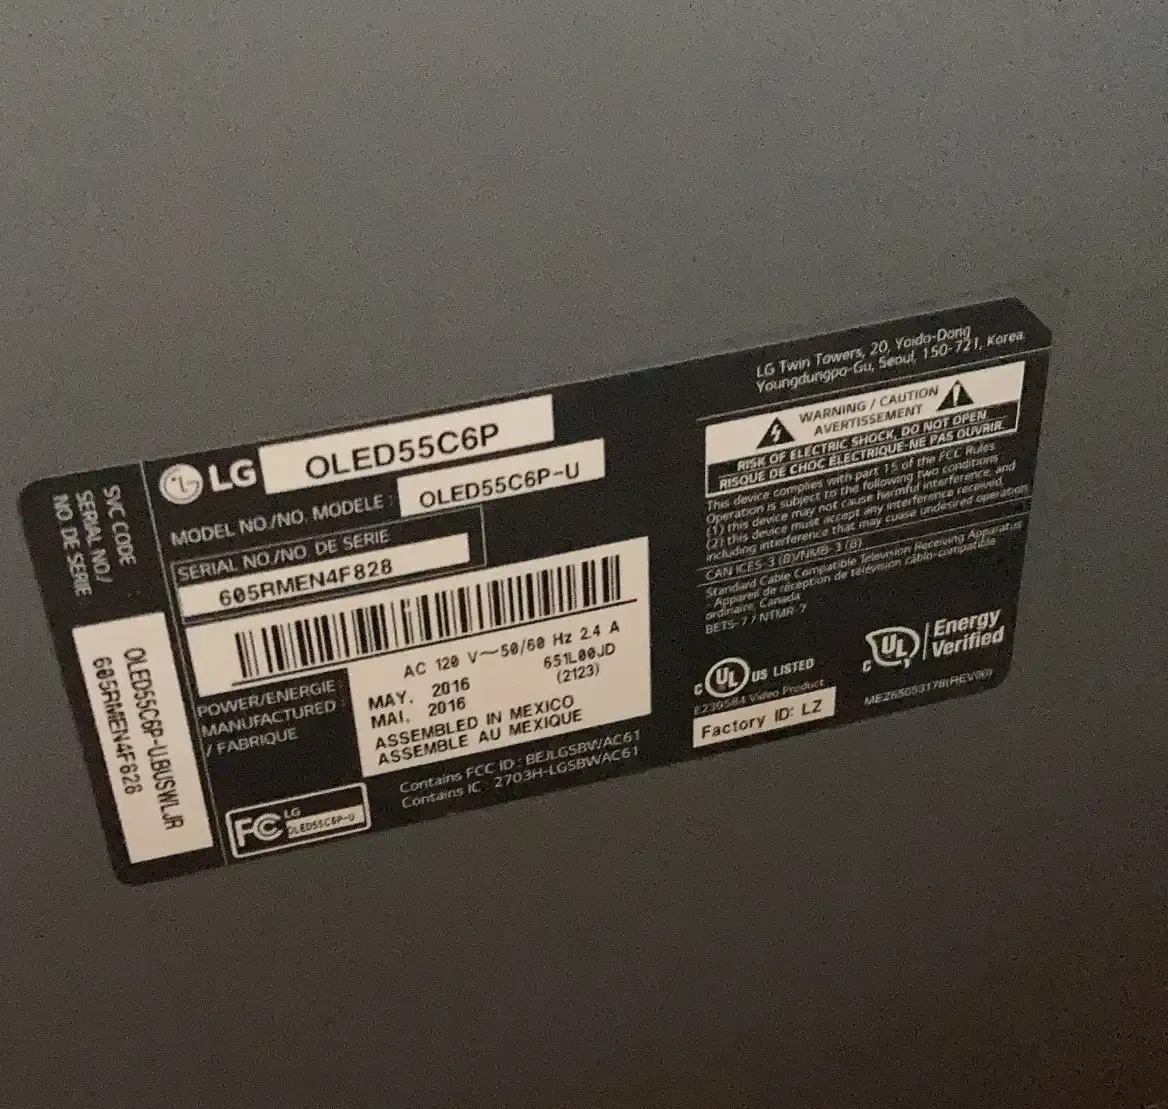 LG OLED55C6P
MODEL NO./NO. MODELE : OLED55C6P-U
SERIAL NO./NO. DE SERIE
605RMEN4F828
AC 120 V~50/60 Hz 2.4 A
POWER/ENERGIE :
MANUFACTURED :
/ FABRIQUE
MAY. 2016 651L00JD
MAI. 2016 (2123)
ASSEMBLED IN MEXICO
ASSEMBLE AU MEXIQUE
Contains FCC ID : BEJLGSBWAC61
Contains IC : 2703H-LGSBWAC61
FC LG
OLED55C6P-U
SVC CODE :
SERIAL NO./
NO. DE SERIE
OLED55C6P-U.BUSWLJR
605RMEN4F828
LG Twin Towers, 20, Yoido-Dong
Youngdungpo-Gu, Seoul, 150-721, Korea
WARNING / CAUTION
AVERTISSEMENT
RISK OF ELECTRIC SHOCK, DO NOT OPEN
RISQUE DE CHOC ÉLECTRIQUE-NE PAS OUVRIR.
This device complies with part 15 of the FCC Rules
Operation is subject to the following two conditions
(1) this device may not cause harmful interference, and
(2) this device must accept any interference received,
including interference that may cause undesired operation
CAN ICES-3 (B)/NMB-3 (B)
Standard Cable Compatible Television Receiving Apparatus
- Appareil de réception de télévision câblo-compatible
ordinaire, Canada
BETS-7 / NTMR-7
C UL US LISTED
E239584 Video Product
C UL Energy
Verified
Factory ID: LZ
MEZ65053178(REV00)